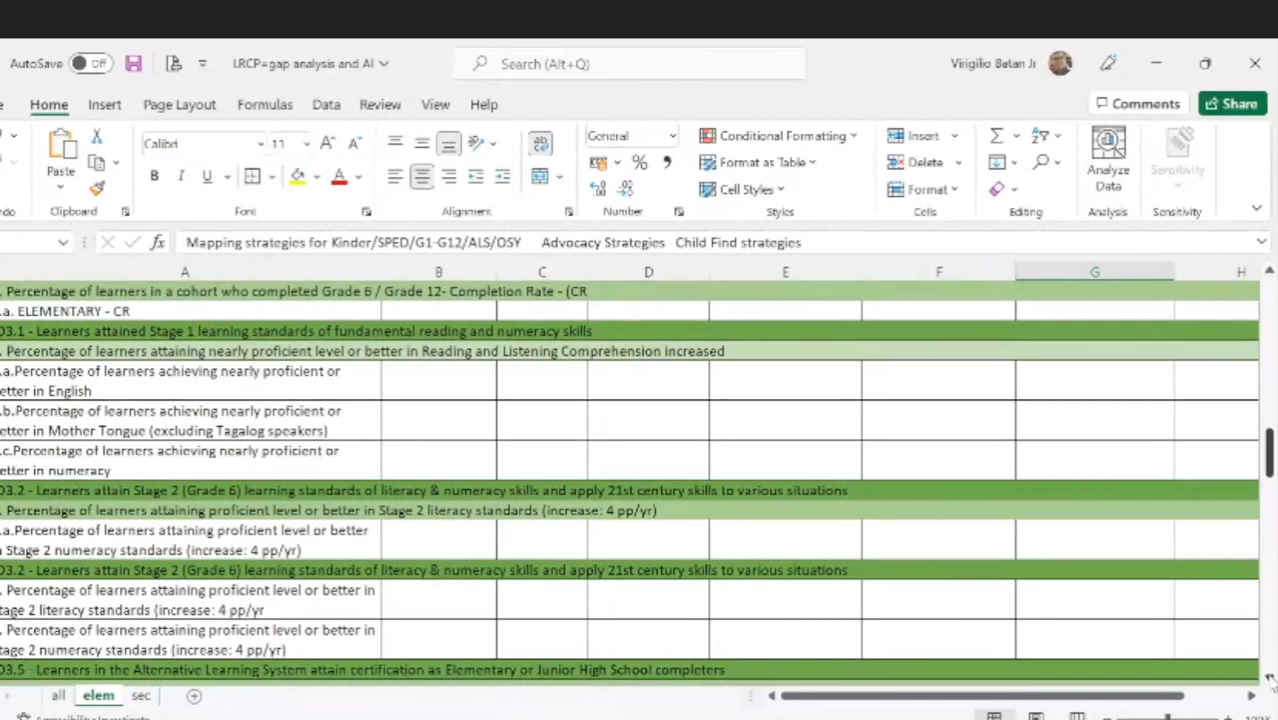 AutoSave Off LRCP=gap analysis and AI Search (Alt+Q) Virigilio Batan Jr
Home Insert Page Layout Formulas Data Review View Help Comments Share
Calibri 11 General Conditional Formatting Insert
Paste Format as Table Delete Analyze Data Sensitivity
B I U A Cell Styles Format
Clipboard Font Alignment Number Styles Cells Editing Analysis Sensitivity
fx Mapping strategies for Kinder/SPED/G1-G12/ALS/OSY Advocacy Strategies Child Find strategies
A B C D E F G H
. Percentage of learners in a cohort who completed Grade 6 / Grade 12- Completion Rate - (CR
.a. ELEMENTARY - CR
O3.1 - Learners attained Stage 1 learning standards of fundamental reading and numeracy skills
. Percentage of learners attaining nearly proficient level or better in Reading and Listening Comprehension increased
.a.Percentage of learners achieving nearly proficient or
etter in English
.b.Percentage of learners achieving nearly proficient or
etter in Mother Tongue (excluding Tagalog speakers)
.c.Percentage of learners achieving nearly proficient or
etter in numeracy
O3.2 - Learners attain Stage 2 (Grade 6) learning standards of literacy & numeracy skills and apply 21st century skills to various situations
. Percentage of learners attaining proficient level or better in Stage 2 literacy standards (increase: 4 pp/yr)
.a.Percentage of learners attaining proficient level or better
n Stage 2 numeracy standards (increase: 4 pp/yr)
O3.2 - Learners attain Stage 2 (Grade 6) learning standards of literacy & numeracy skills and apply 21st century skills to various situations
. Percentage of learners attaining proficient level or better in
tage 2 literacy standards (increase: 4 pp/yr
. Percentage of learners attaining proficient level or better in
tage 2 numeracy standards (increase: 4 pp/yr)
O3.5 - Learners in the Alternative Learning System attain certification as Elementary or Junior High School completers
all elem sec